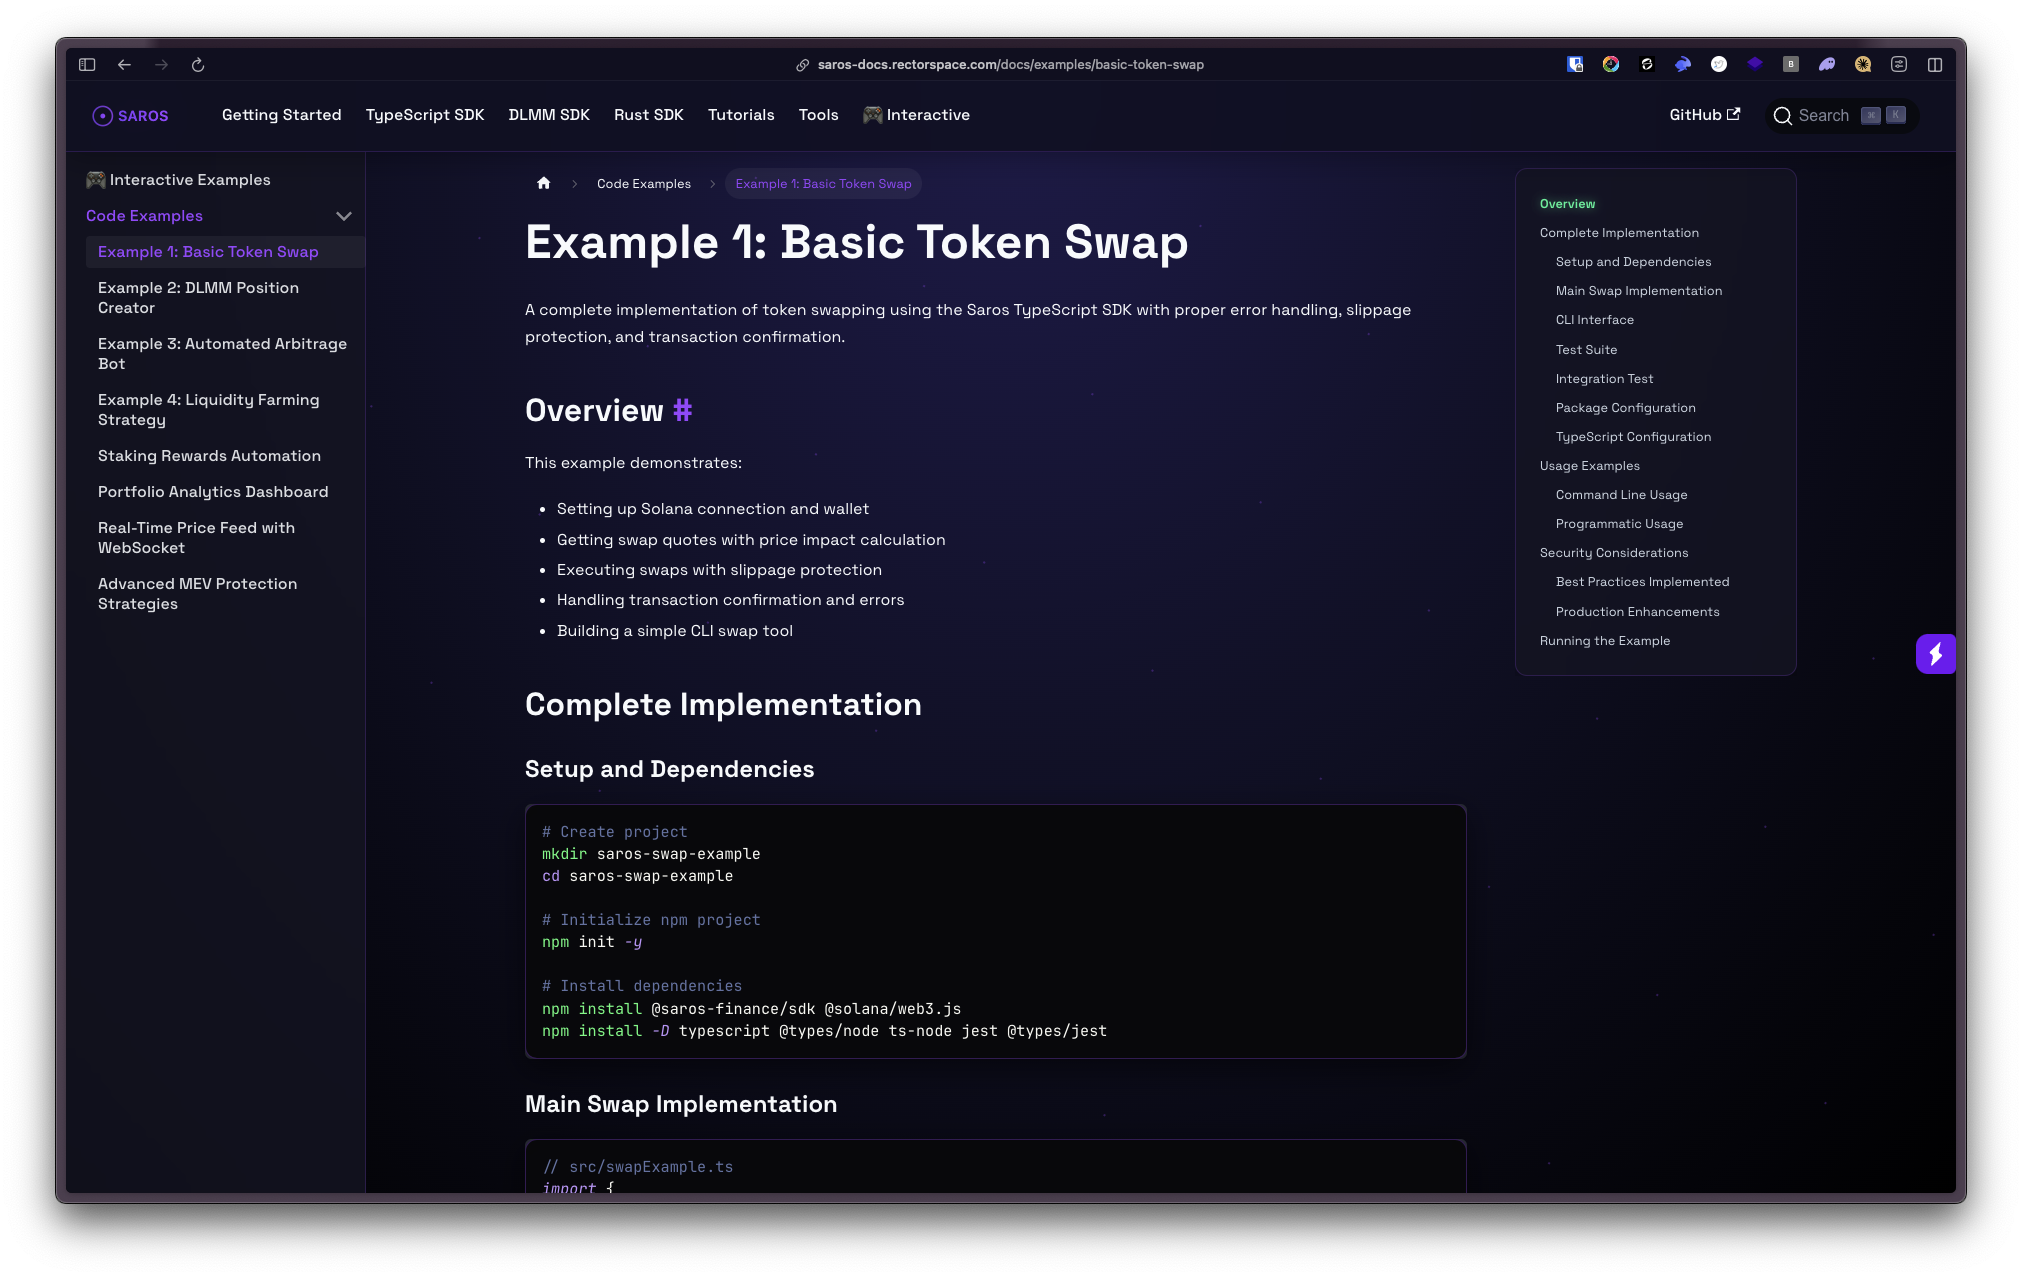 saros-docs.rectorspace.com/docs/examples/basic-token-swap
SAROS
Getting Started
TypeScript SDK
DLMM SDK
Rust SDK
Tutorials
Tools
🎮 Interactive
GitHub
Search
⌘ K
🎮 Interactive Examples
Code Examples
Example 1: Basic Token Swap
Example 2: DLMM Position
Creator
Example 3: Automated Arbitrage
Bot
Example 4: Liquidity Farming
Strategy
Staking Rewards Automation
Portfolio Analytics Dashboard
Real-Time Price Feed with
WebSocket
Advanced MEV Protection
Strategies
Code Examples
Example 1: Basic Token Swap
Example 1: Basic Token Swap
A complete implementation of token swapping using the Saros TypeScript SDK with proper error handling, slippage
protection, and transaction confirmation.
Overview #
This example demonstrates:
• Setting up Solana connection and wallet
• Getting swap quotes with price impact calculation
• Executing swaps with slippage protection
• Handling transaction confirmation and errors
• Building a simple CLI swap tool
Complete Implementation
Setup and Dependencies
# Create project
mkdir saros-swap-example
cd saros-swap-example
# Initialize npm project
npm init -y
# Install dependencies
npm install @saros-finance/sdk @solana/web3.js
npm install -D typescript @types/node ts-node jest @types/jest
Main Swap Implementation
// src/swapExample.ts
import {
Overview
Complete Implementation
Setup and Dependencies
Main Swap Implementation
CLI Interface
Test Suite
Integration Test
Package Configuration
TypeScript Configuration
Usage Examples
Command Line Usage
Programmatic Usage
Security Considerations
Best Practices Implemented
Production Enhancements
Running the Example